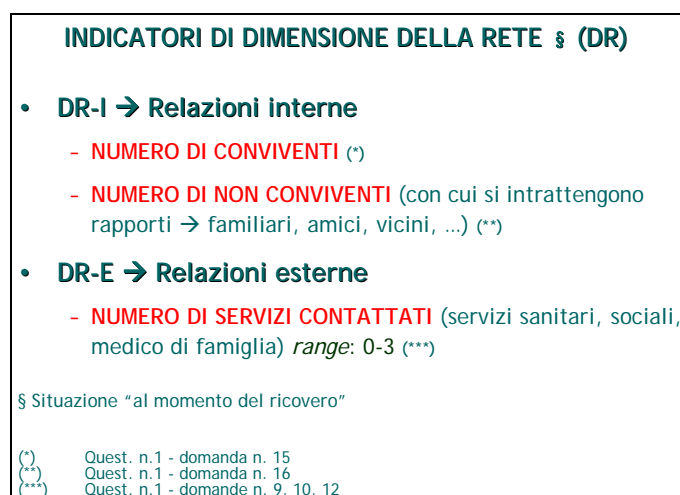 INDICATORI DI DIMENSIONE DELLA RETE § (DR)
• DR-I → Relazioni interne
- NUMERO DI CONVIVENTI (*)
- NUMERO DI NON CONVIVENTI (con cui si intrattengono
rapporti → familiari, amici, vicini, ...) (**)
• DR-E → Relazioni esterne
- NUMERO DI SERVIZI CONTATTATI (servizi sanitari, sociali,
medico di famiglia) range: 0-3 (***)
§ Situazione “al momento del ricovero”
(*) Quest. n.1 - domanda n. 15
(**) Quest. n.1 - domanda n. 16
(***) Quest. n.1 - domande n. 9, 10, 12